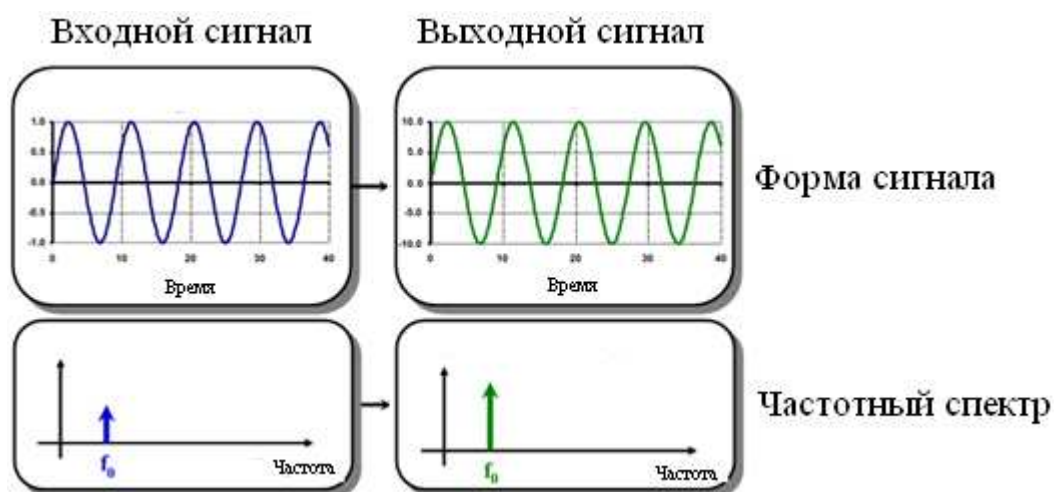 Входной сигнал
Выходной сигнал
1.0
0.5
0.0
-0.5
-1.0
0 10 20 30 40
Время
10.0
5.0
0.0
-5.0
-10.0
0 10 20 30 40
Время
Форма сигнала
f0
Частота
f0
Частота
Частотный спектр